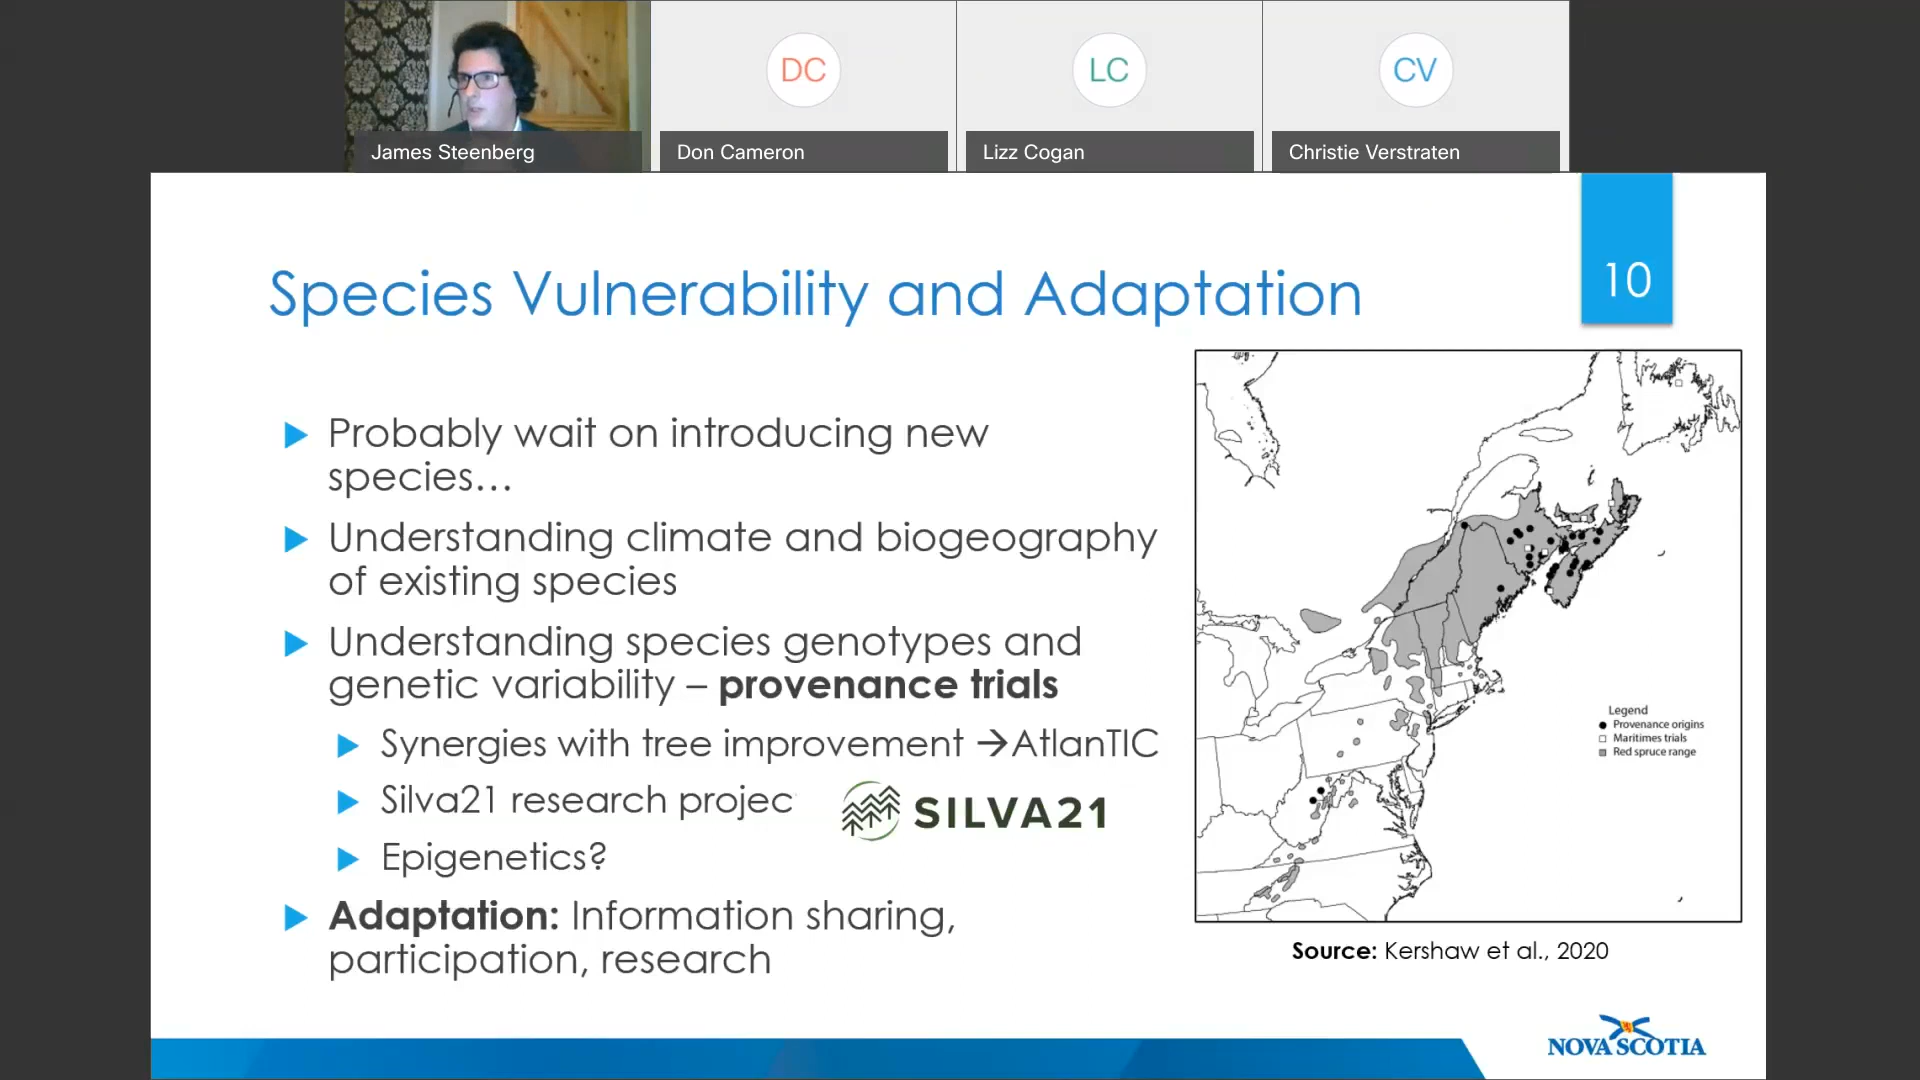 DC
LC
CV
James Steenberg
Don Cameron
Lizz Cogan
Christie Verstraten
10
Species Vulnerability and Adaptation
Probably wait on introducing new
species…
Understanding climate and biogeography
of existing species
Understanding species genotypes and
genetic variability – provenance trials
Synergies with tree improvement →AtlanTIC
Silva21 research projec
SILVA21
Epigenetics?
Adaptation: Information sharing,
participation, research
Legend
Provenance origins
Maritimes trials
Red spruce range
Source: Kershaw et al., 2020
NOVA SCOTIA